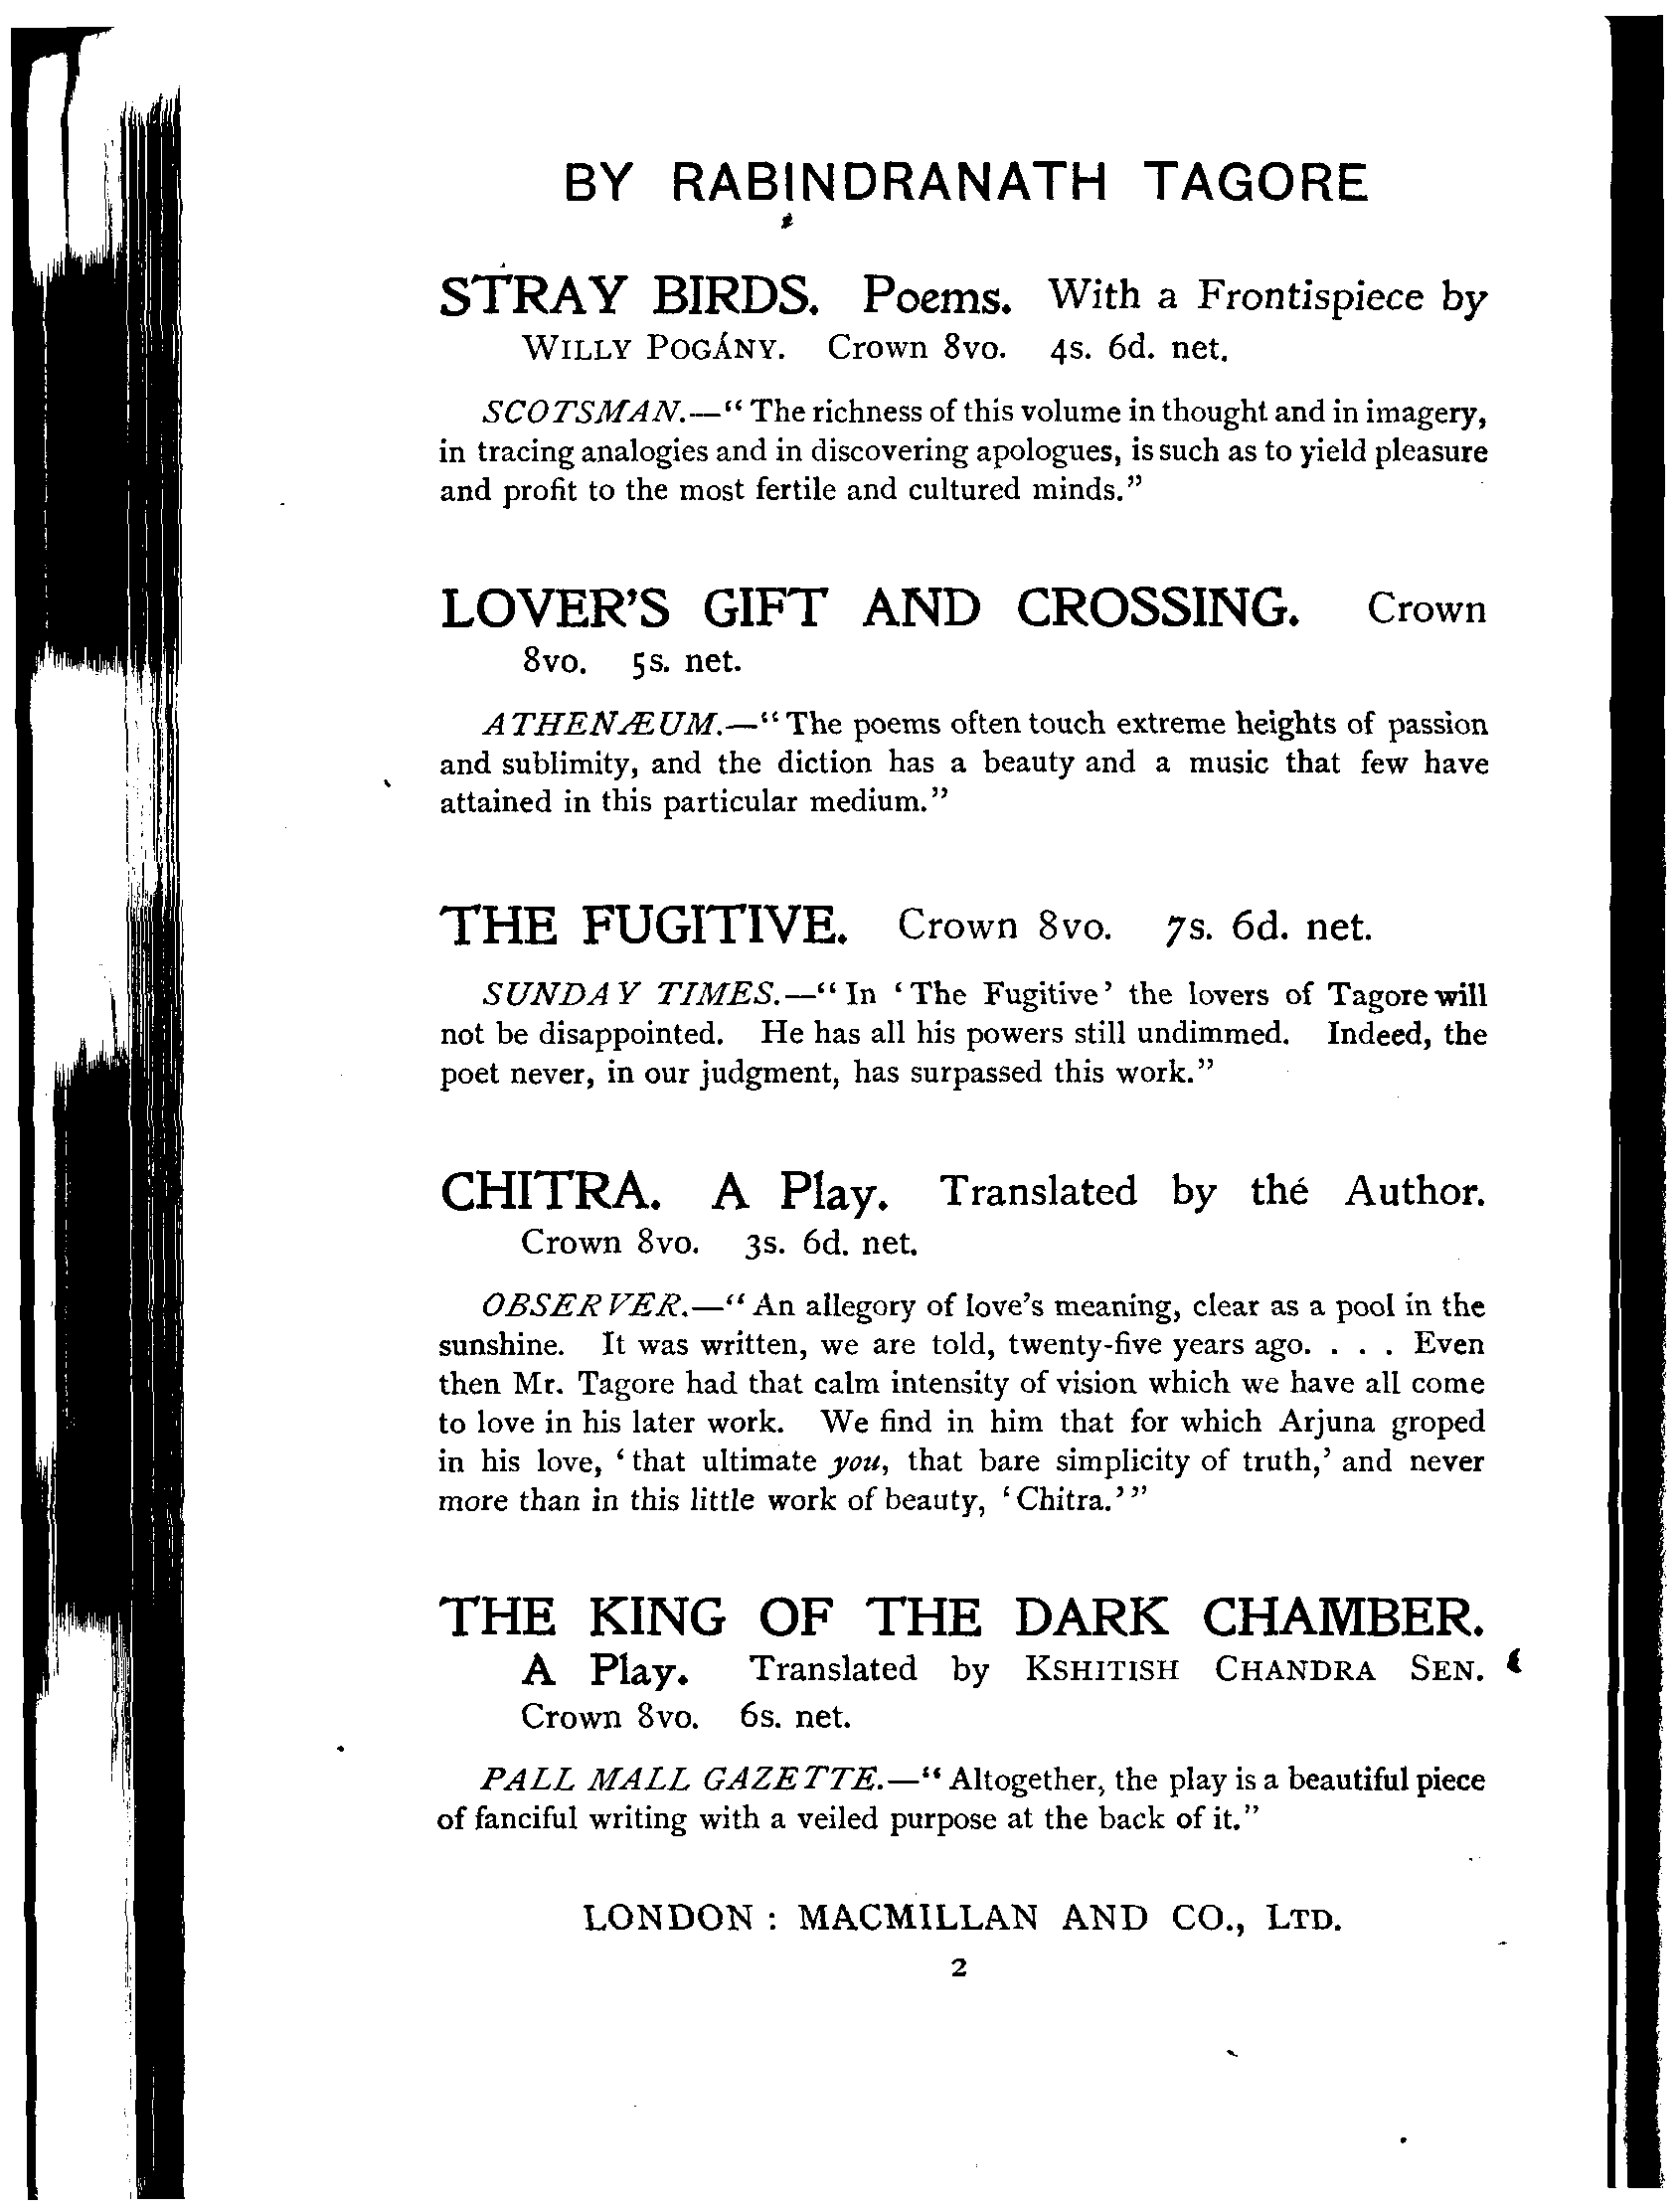 BY RABINDRANATH TAGORE
STRAY BIRDS. Poems. With a Frontispiece by
WILLY POGÁNY. Crown 8vo. 4s. 6d. net.
SCOTSMAN.—“The richness of this volume in thought and in imagery,
in tracing analogies and in discovering apologues, is such as to yield pleasure
and profit to the most fertile and cultured minds.”
LOVER’S GIFT AND CROSSING. Crown
8vo. 5s. net.
ATHENÆUM.—“The poems often touch extreme heights of passion
and sublimity, and the diction has a beauty and a music that few have
attained in this particular medium.”
THE FUGITIVE. Crown 8vo. 7s. 6d. net.
SUNDAY TIMES.—“In ‘The Fugitive’ the lovers of Tagore will
not be disappointed. He has all his powers still undimmed. Indeed, the
poet never, in our judgment, has surpassed this work.”
CHITRA. A Play. Translated by the Author.
Crown 8vo. 3s. 6d. net.
OBSERVER.—“An allegory of love’s meaning, clear as a pool in the
sunshine. It was written, we are told, twenty-five years ago. . . . Even
then Mr. Tagore had that calm intensity of vision which we have all come
to love in his later work. We find in him that for which Arjuna groped
in his love, ‘that ultimate you, that bare simplicity of truth,’ and never
more than in this little work of beauty, ‘Chitra.’”
THE KING OF THE DARK CHAMBER.
A Play. Translated by KSHITISH CHANDRA SEN.
Crown 8vo. 6s. net.
PALL MALL GAZETTE.—“Altogether, the play is a beautiful piece
of fanciful writing with a veiled purpose at the back of it.”
LONDON : MACMILLAN AND CO., LTD.
2